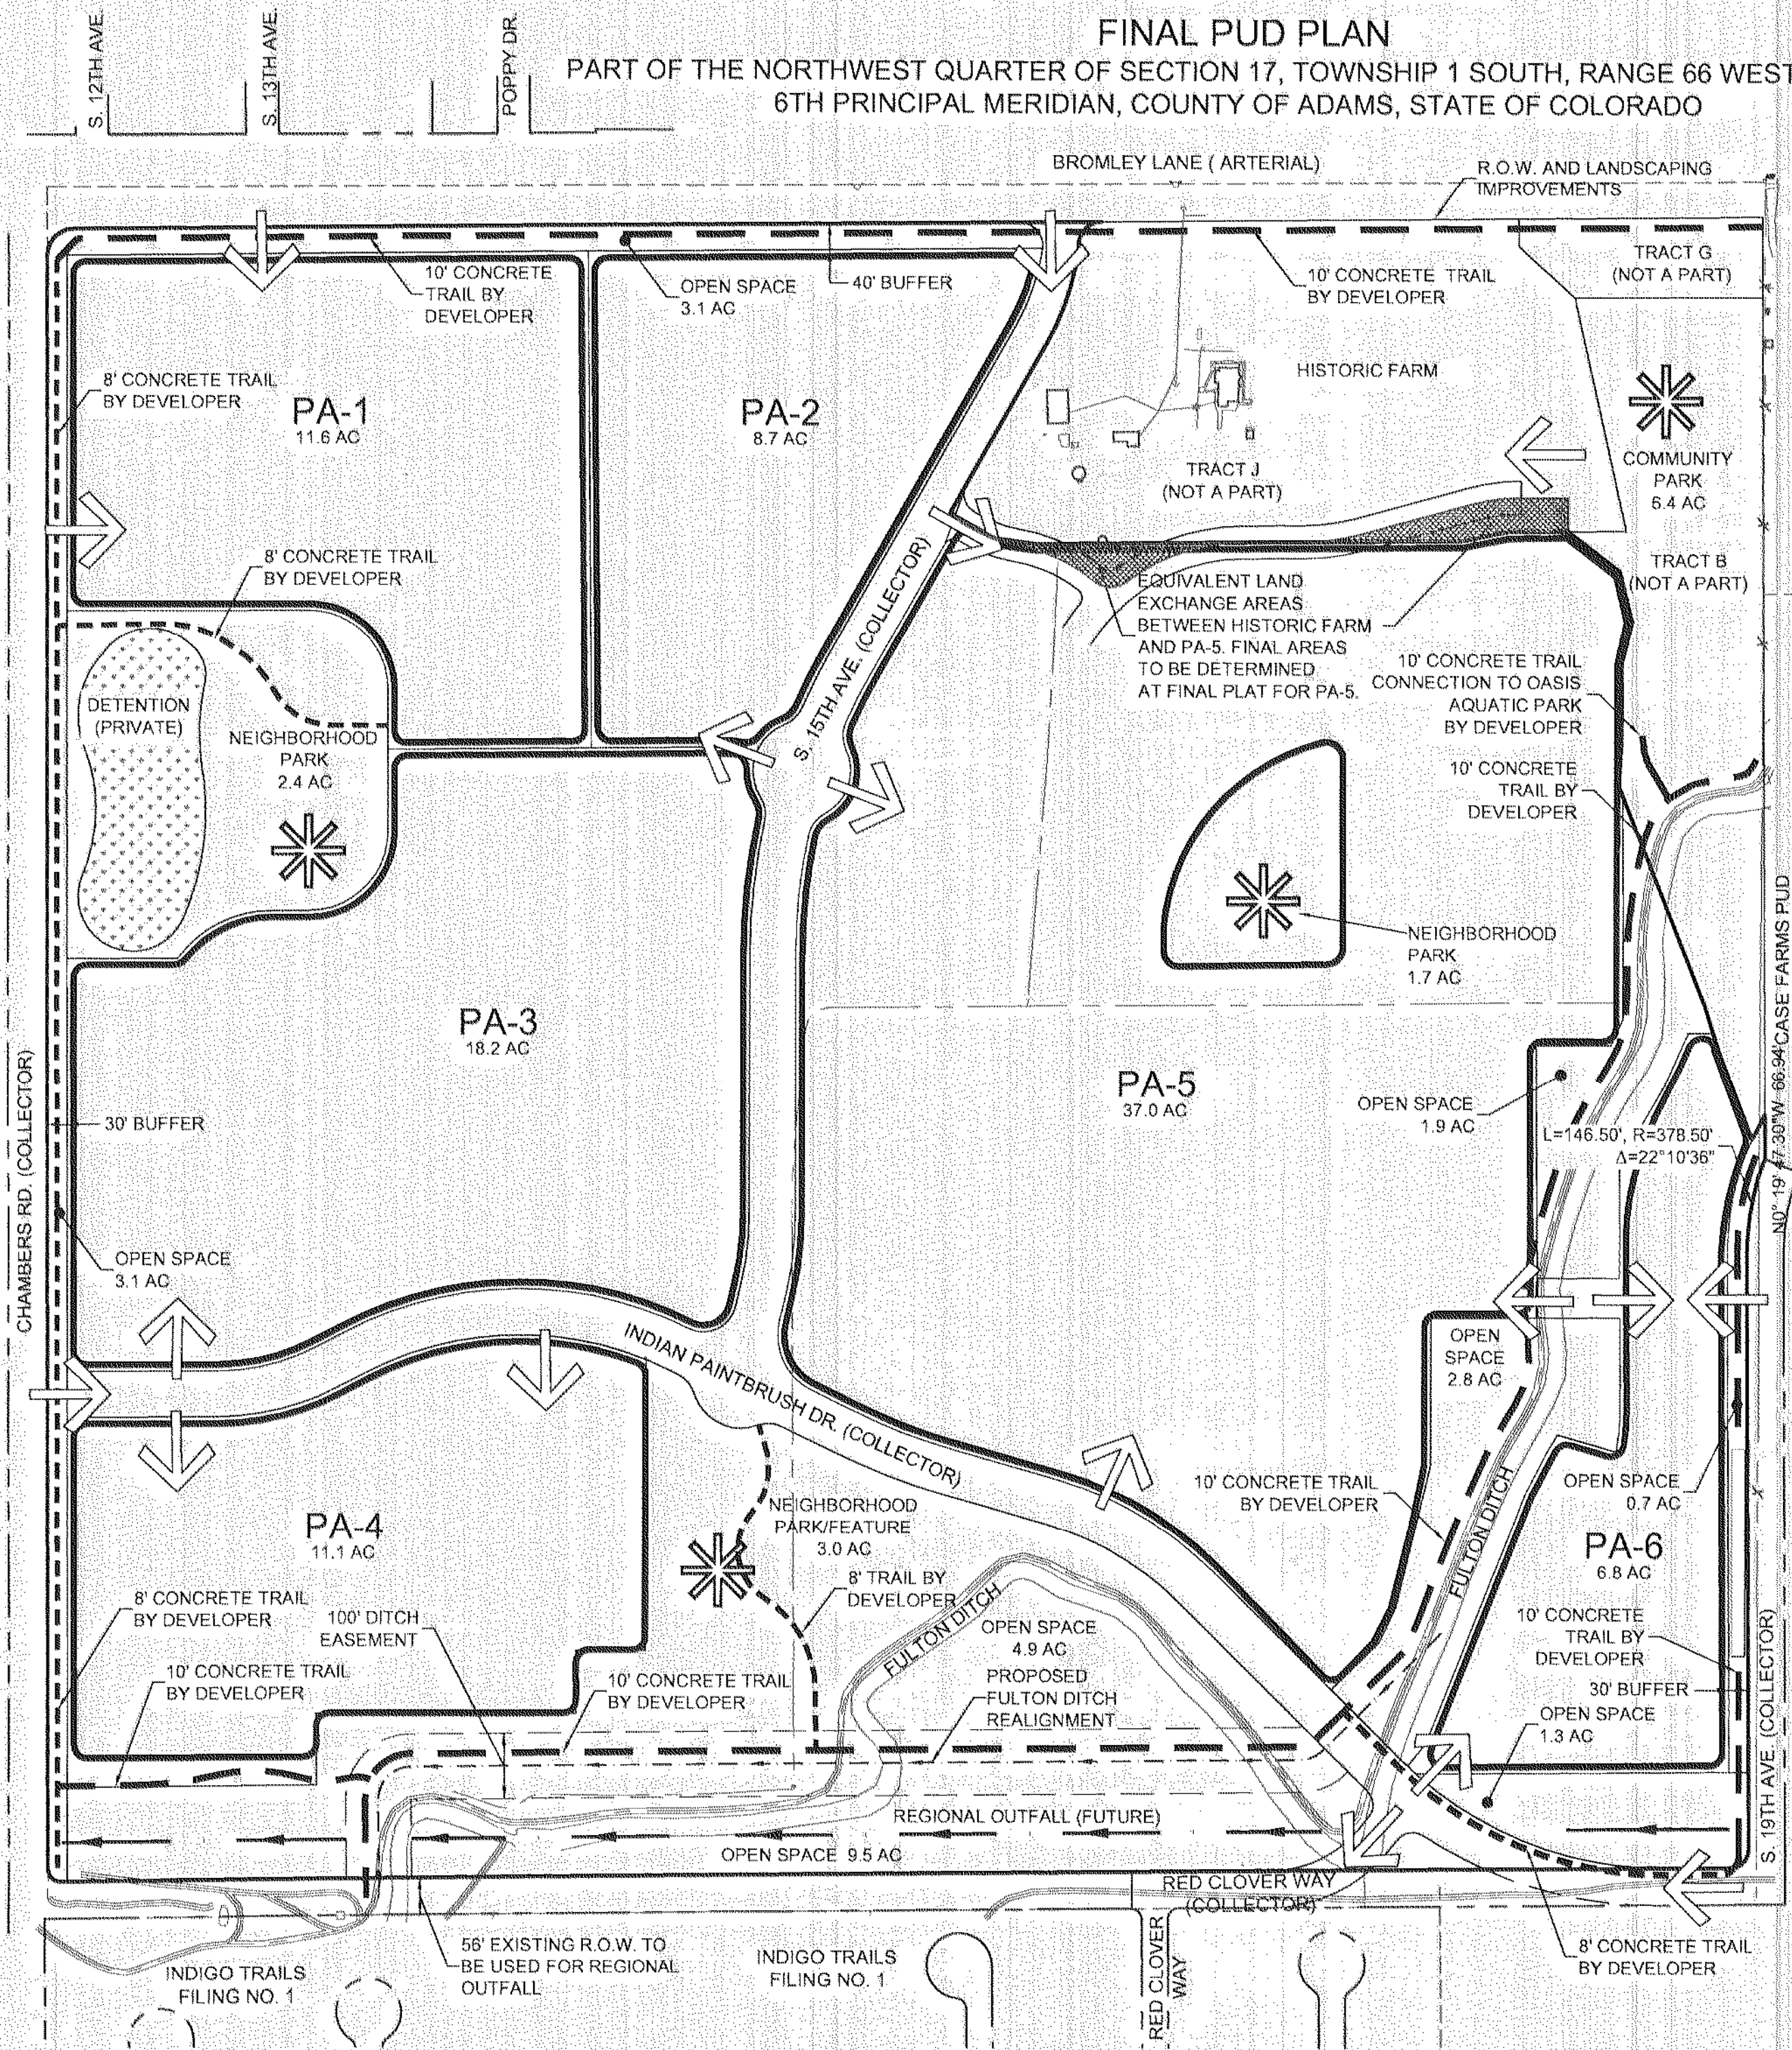 FINAL PUD PLAN
PART OF THE NORTHWEST QUARTER OF SECTION 17, TOWNSHIP 1 SOUTH, RANGE 66 WEST
6TH PRINCIPAL MERIDIAN, COUNTY OF ADAMS, STATE OF COLORADO
S. 12TH AVE.
S. 13TH AVE.
POPPY DR.
BROMLEY LANE ( ARTERIAL)
R.O.W. AND LANDSCAPING
IMPROVEMENTS
10' CONCRETE
TRAIL BY
DEVELOPER
OPEN SPACE
3.1 AC
40' BUFFER
10' CONCRETE TRAIL
BY DEVELOPER
TRACT G
(NOT A PART)
8' CONCRETE TRAIL
BY DEVELOPER
PA-1
11.6 AC
PA-2
8.7 AC
HISTORIC FARM
TRACT J
(NOT A PART)
COMMUNITY
PARK
6.4 AC
TRACT B
(NOT A PART)
8' CONCRETE TRAIL
BY DEVELOPER
S. 15TH AVE. (COLLECTOR)
EQUIVALENT LAND
EXCHANGE AREAS
BETWEEN HISTORIC FARM
AND PA-5. FINAL AREAS
TO BE DETERMINED
AT FINAL PLAT FOR PA-5.
10' CONCRETE TRAIL
CONNECTION TO OASIS
AQUATIC PARK
BY DEVELOPER
DETENTION
(PRIVATE)
NEIGHBORHOOD
PARK
2.4 AC
10' CONCRETE
TRAIL BY
DEVELOPER
NEIGHBORHOOD
PARK
1.7 AC
CASE FARMS PUD
N0°19'47.30"W 66.94'
PA-3
18.2 AC
PA-5
37.0 AC
CHAMBERS RD. (COLLECTOR)
30' BUFFER
OPEN SPACE
1.9 AC
L=146.50', R=378.50'
Δ=22°10'36"
OPEN SPACE
3.1 AC
INDIAN PAINTBRUSH DR. (COLLECTOR)
OPEN
SPACE
2.8 AC
10' CONCRETE TRAIL
BY DEVELOPER
FULTON DITCH
OPEN SPACE
0.7 AC
PA-4
11.1 AC
NEIGHBORHOOD
PARK/FEATURE
3.0 AC
PA-6
6.8 AC
8' CONCRETE TRAIL
BY DEVELOPER
100' DITCH
EASEMENT
8' TRAIL BY
DEVELOPER
FULTON DITCH
OPEN SPACE
4.9 AC
10' CONCRETE
TRAIL BY
DEVELOPER
10' CONCRETE TRAIL
BY DEVELOPER
10' CONCRETE TRAIL
BY DEVELOPER
PROPOSED
FULTON DITCH
REALIGNMENT
30' BUFFER
OPEN SPACE
1.3 AC
S. 19TH AVE. (COLLECTOR)
REGIONAL OUTFALL (FUTURE)
OPEN SPACE 9.5 AC
RED CLOVER WAY
(COLLECTOR)
RED CLOVER
WAY
56' EXISTING R.O.W. TO
BE USED FOR REGIONAL
OUTFALL
INDIGO TRAILS
FILING NO. 1
INDIGO TRAILS
FILING NO. 1
8' CONCRETE TRAIL
BY DEVELOPER